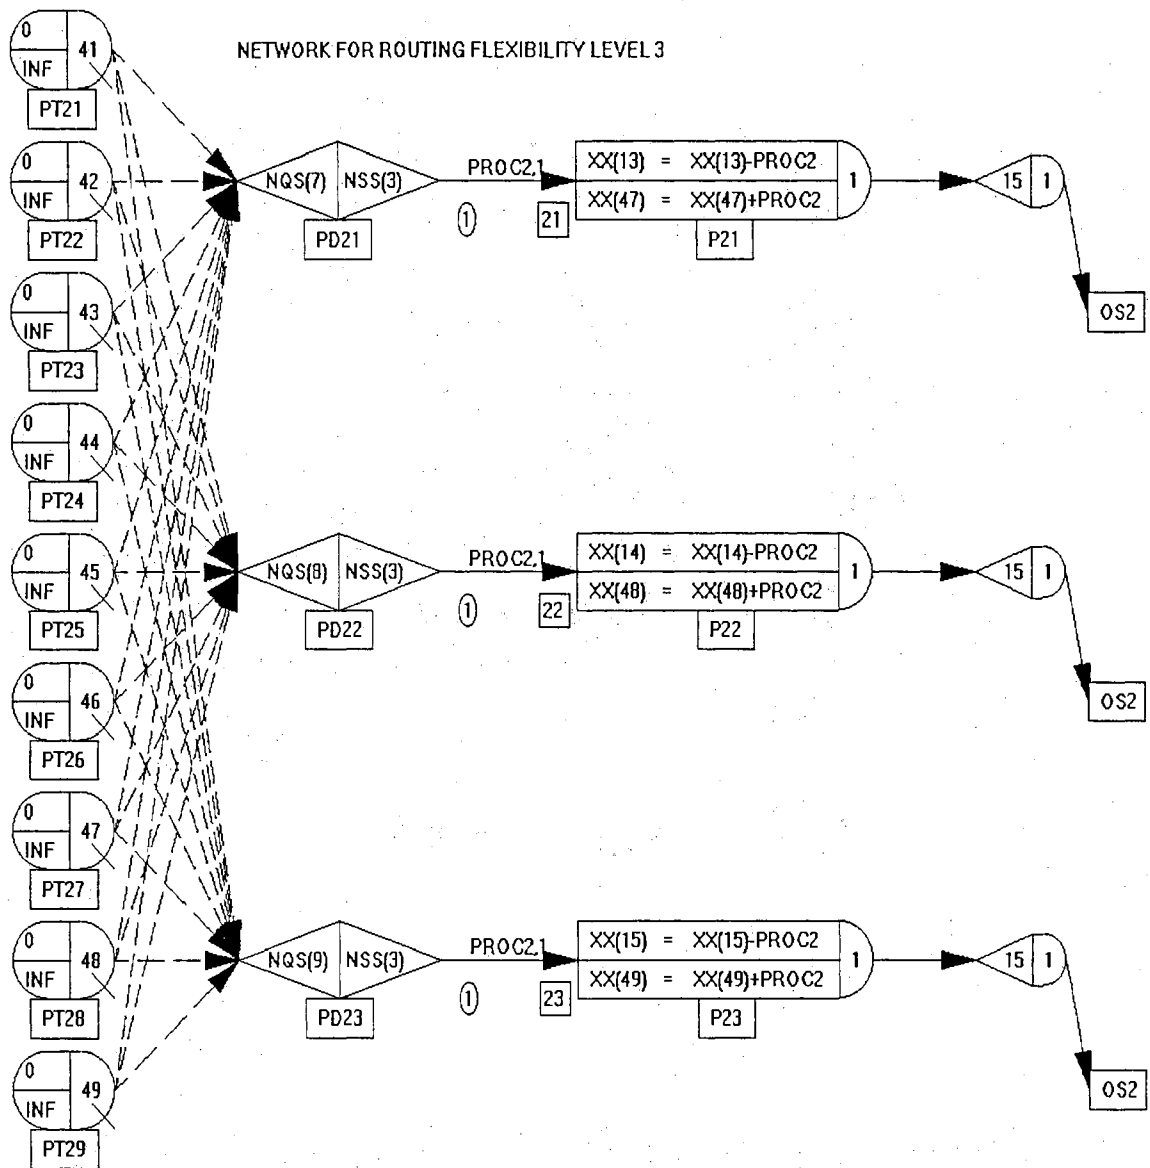 NETWORK FOR ROUTING FLEXIBILITY LEVEL 3
0
INF
41
PT21
0
INF
42
PT22
0
INF
43
PT23
0
INF
44
PT24
0
INF
45
PT25
0
INF
46
PT26
0
INF
47
PT27
0
INF
48
PT28
0
INF
49
PT29
NQS(7) NSS(3)
PD21
PROC2,1
1
21
XX(13) = XX(13)-PROC2
XX(47) = XX(47)+PROC2
1
P21
15 1
OS2
NQS(8) NSS(3)
PD22
PROC2,1
1
22
XX(14) = XX(14)-PROC2
XX(48) = XX(48)+PROC2
1
P22
15 1
OS2
NQS(9) NSS(3)
PD23
PROC2,1
1
23
XX(15) = XX(15)-PROC2
XX(49) = XX(49)+PROC2
1
P23
15 1
OS2